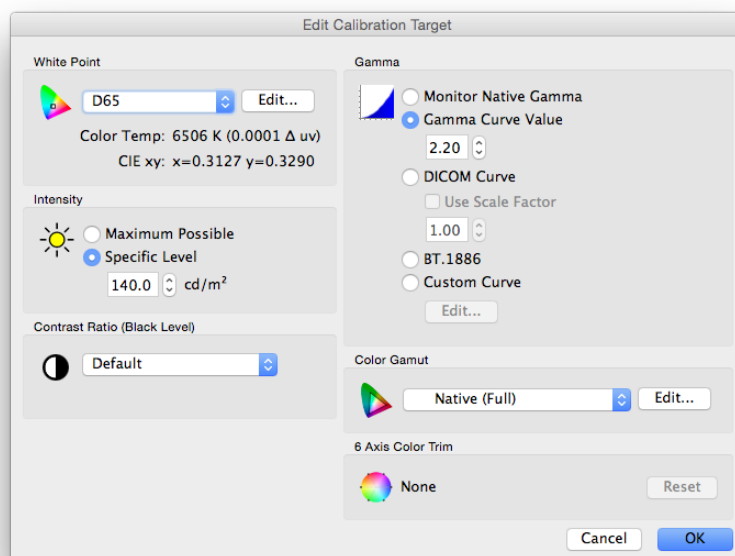 Edit Calibration Target
White Point
D65
Edit...
Color Temp: 6506 K (0.0001 Δ uv)
CIE xy: x=0.3127 y=0.3290
Intensity
Maximum Possible
Specific Level
140.0 cd/m²
Contrast Ratio (Black Level)
Default
Gamma
Monitor Native Gamma
Gamma Curve Value
2.20
DICOM Curve
Use Scale Factor
1.00
BT.1886
Custom Curve
Edit...
Color Gamut
Native (Full)
Edit...
6 Axis Color Trim
None
Reset
Cancel
OK